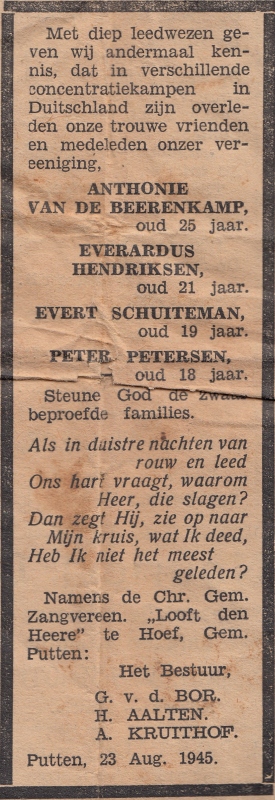 Met diep leedwezen ge-
ven wij andermaal ken-
nis, dat in verschillende
concentratiekampen in
Duitschland zijn overle-
den onze trouwe vrienden
en medeleden onzer ver-
eeniging,
ANTHONIE
VAN DE BEERENKAMP,
oud 25 jaar.
EVERARDUS
HENDRIKSEN,
oud 21 jaar.
EVERT SCHUITEMAN,
oud 19 jaar.
PETER PETERSEN,
oud 18 jaar.
Steune God de zwaar
beproefde families.
Als in duistre nachten van
rouw en leed
Ons hart vraagt, waarom
Heer, die slagen?
Dan zegt Hij, zie op naar
Mijn kruis, wat Ik deed,
Heb Ik niet het meest
geleden?
Namens de Chr. Gem.
Zangvereen. „Looft den
Heere" te Hoef, Gem.
Putten:
Het Bestuur,
G. v. d. BOR.
H. AALTEN.
A. KRUITHOF.
Putten, 23 Aug. 1945.